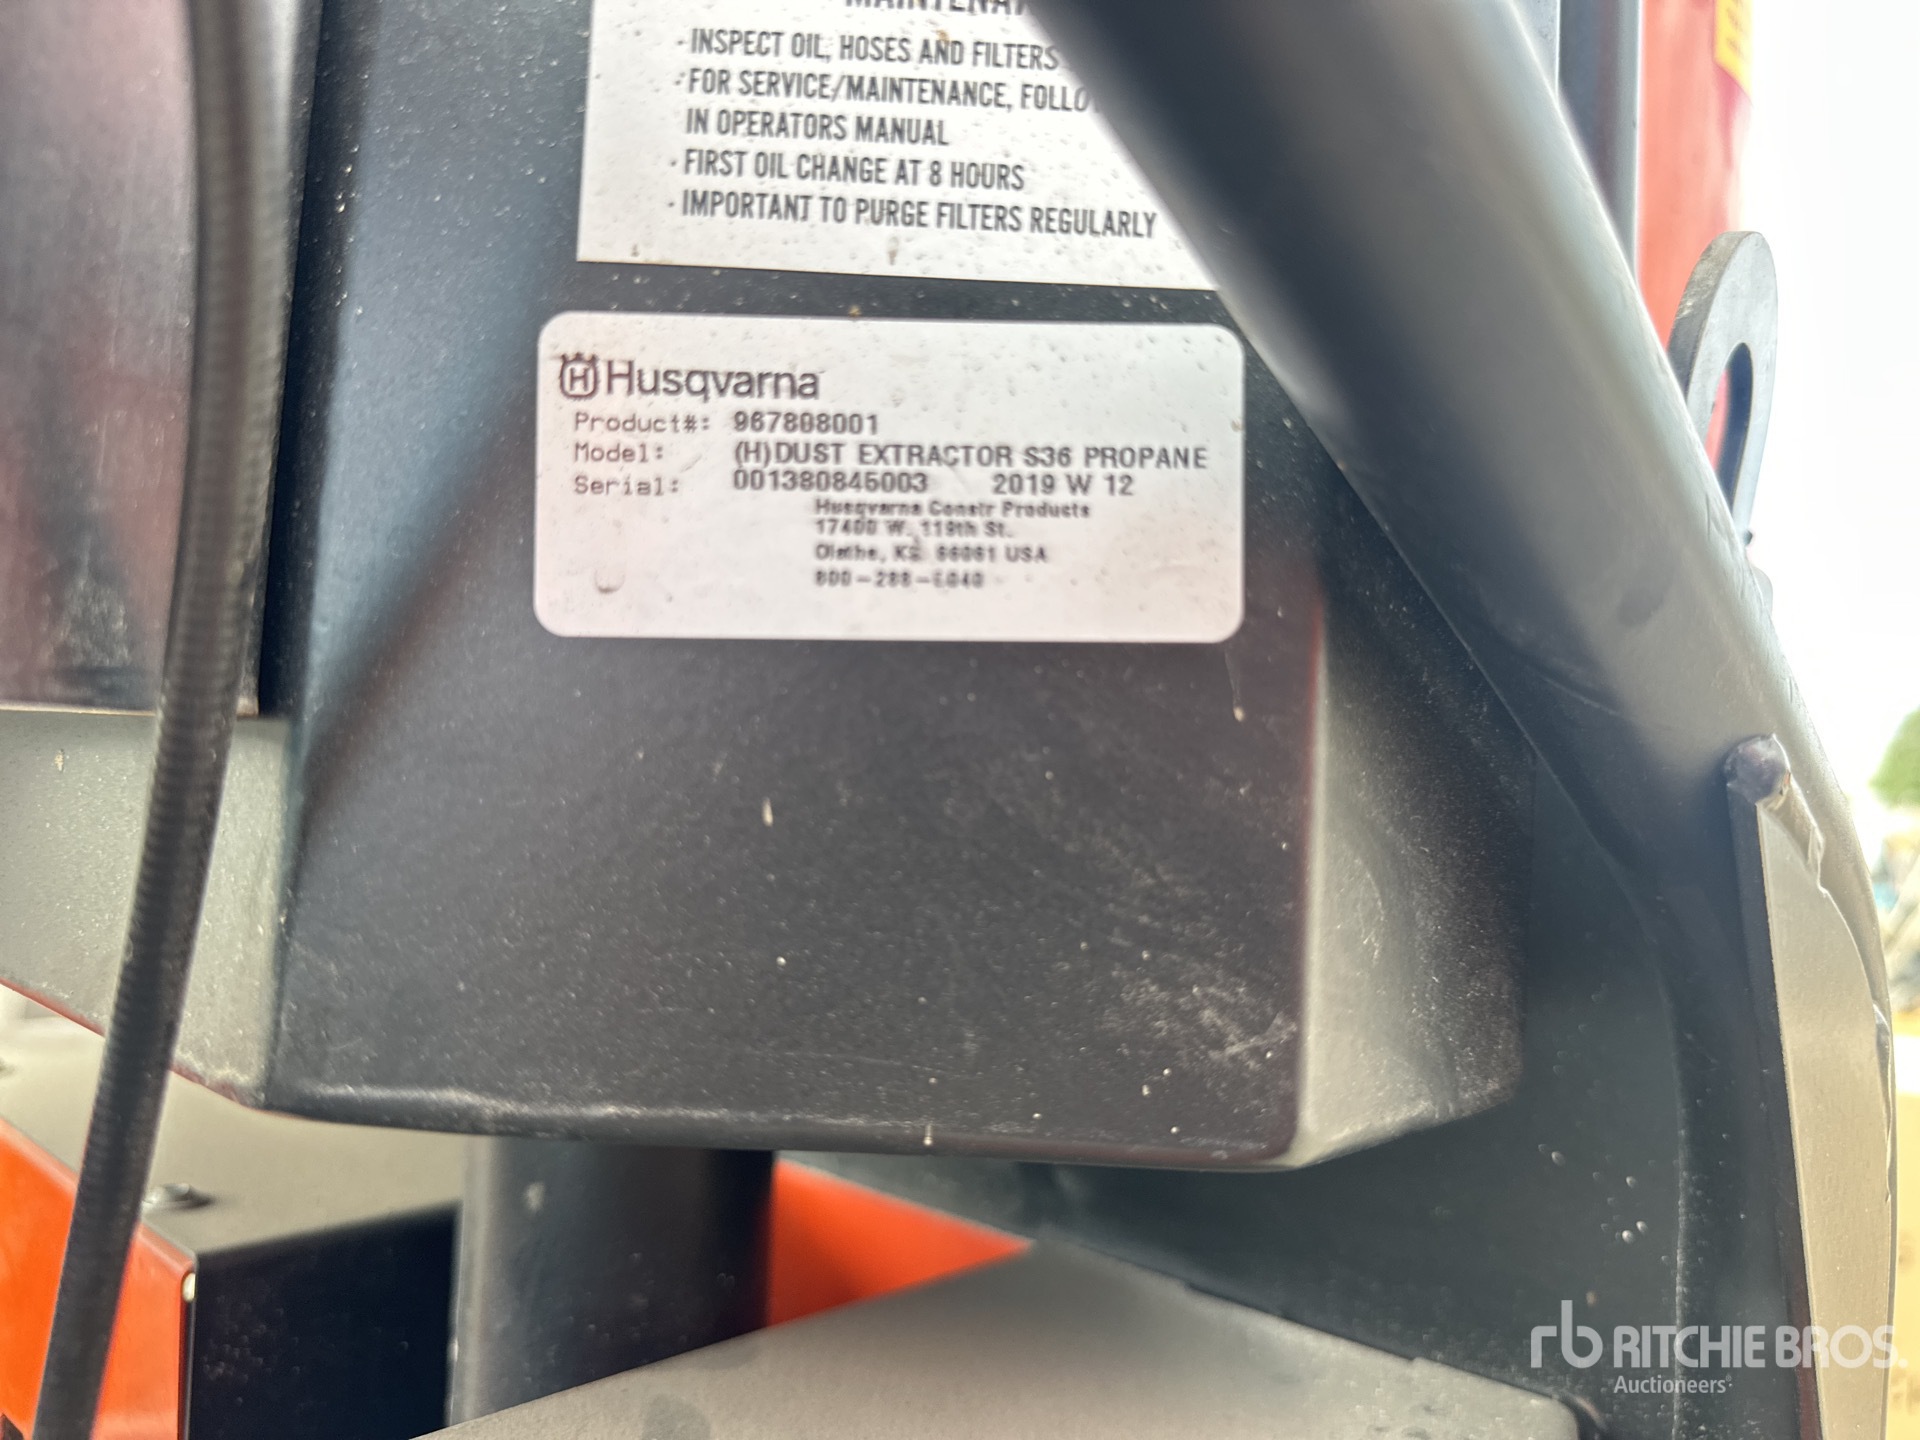 · INSPECT OIL, HOSES AND FILTERS
· FOR SERVICE/MAINTENANCE,
IN OPERATORS MANUAL
· FIRST OIL CHANGE AT 8 HOURS
· IMPORTANT TO PURGE FILTERS REGULARLY
Husqvarna
Product#: 967808001
Model: (H)DUST EXTRACTOR S36 PROPANE
Serial: 001380845003 2019 W 12
Husqvarna Constr Products
17400 W. 119th St.
Olathe, KS 66061 USA
rb RITCHIE BROS.
Auctioneers